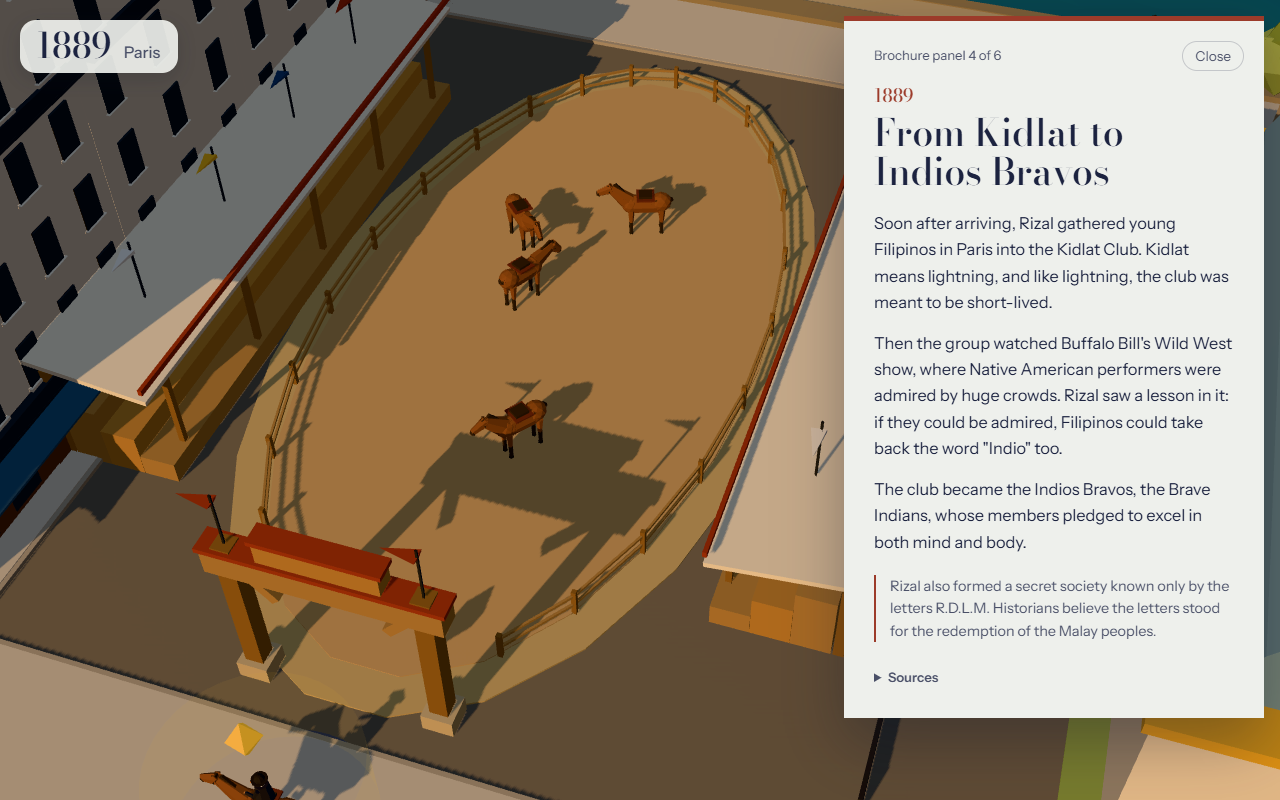 1889 Paris
Brochure panel 4 of 6
Close
1889
From Kidlat to
Indios Bravos
Soon after arriving, Rizal gathered young
Filipinos in Paris into the Kidlat Club. Kidlat
means lightning, and like lightning, the club was
meant to be short-lived.
Then the group watched Buffalo Bill's Wild West
show, where Native American performers were
admired by huge crowds. Rizal saw a lesson in it:
if they could be admired, Filipinos could take
back the word "Indio" too.
The club became the Indios Bravos, the Brave
Indians, whose members pledged to excel in
both mind and body.
Rizal also formed a secret society known only by the
letters R.D.L.M. Historians believe the letters stood
for the redemption of the Malay peoples.
Sources